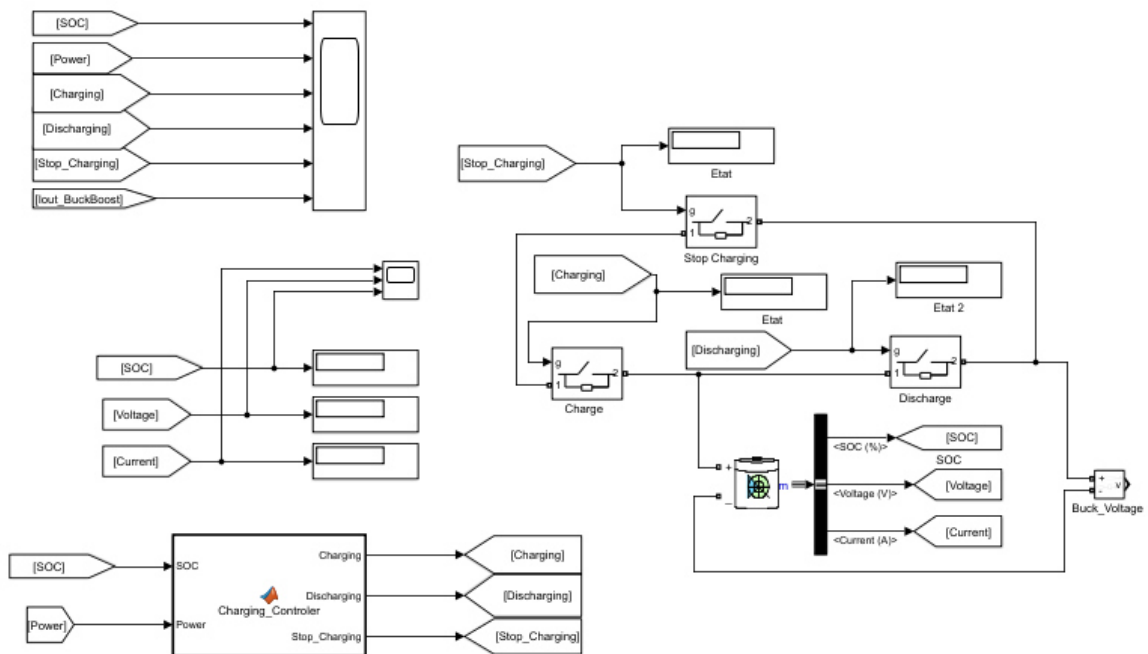 [SOC]
[Power]
[Charging]
[Discharging]
[Stop_Charging]
[Iout_BuckBoost]
[Stop_Charging]
Etat
g
1
2
Stop Charging
[Charging]
Etat
Etat 2
[Discharging]
g
1
2
Charge
g
1
2
Discharge
[SOC]
[Voltage]
[Current]
+
_
m
<SOC (%)>
[SOC]
SOC
<Voltage (V)>
[Voltage]
<Current (A)>
[Current]
+
-
v
Buck_Voltage
[SOC]
[Power]
SOC
Power
Charging_Controler
Charging
Discharging
Stop_Charging
[Charging]
[Discharging]
[Stop_Charging]